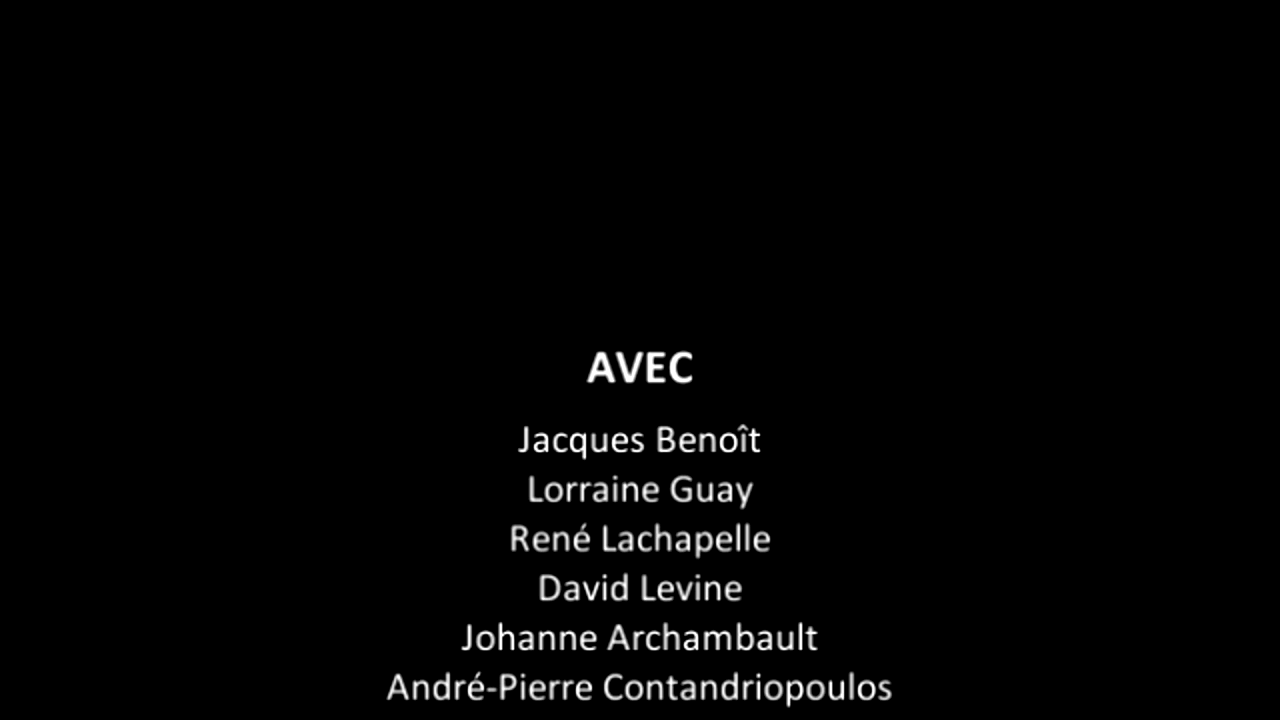 AVEC
Jacques Benoît
Lorraine Guay
René Lachapelle
David Levine
Johanne Archambault
André-Pierre Contandriopoulos